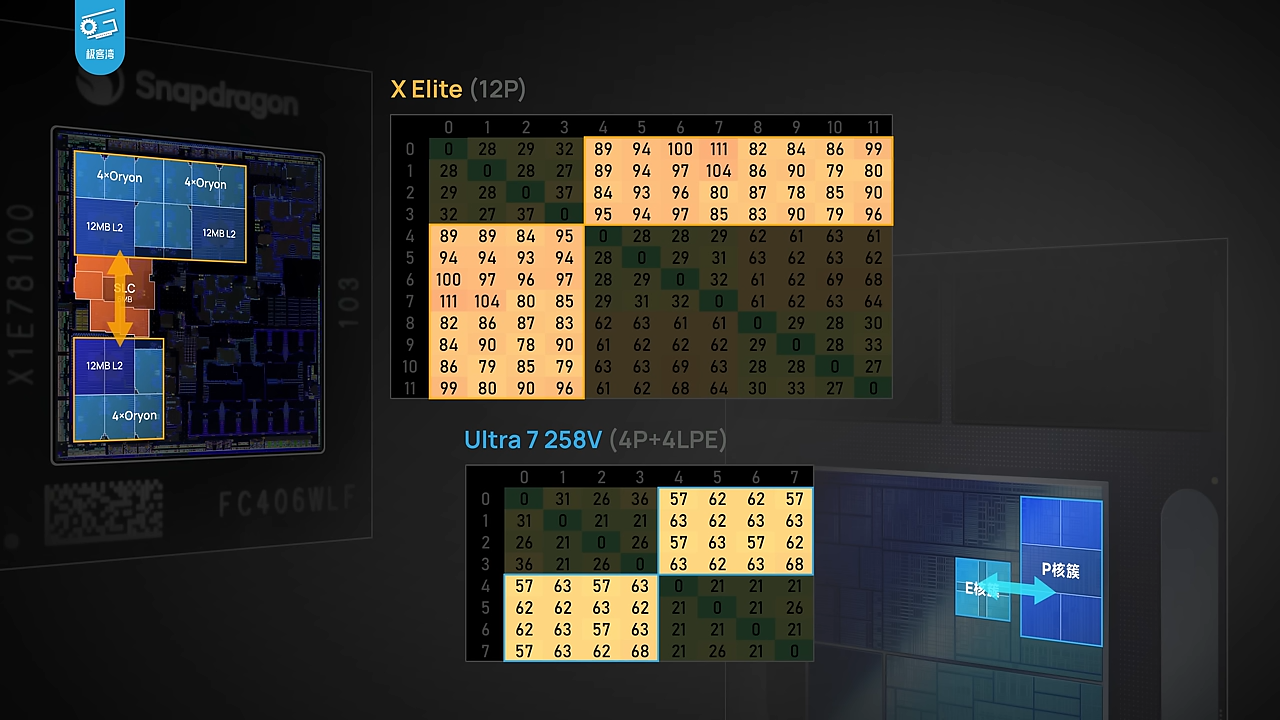 极客湾
Snapdragon
X1E78100
103
FC406WLF
4×Oryon
4×Oryon
12MB L2
12MB L2
SLC
6MB
12MB L2
4×Oryon
X Elite (12P)
0 1 2 3 4 5 6 7 8 9 10 11
0 0 28 29 32 89 94 100 111 82 84 86 99
1 28 0 28 27 89 94 97 104 86 90 79 80
2 29 28 0 37 84 93 96 80 87 78 85 90
3 32 27 37 0 95 94 97 85 83 90 79 96
4 89 89 84 95 0 28 28 29 62 61 63 61
5 94 94 93 94 28 0 29 31 63 62 63 62
6 100 97 96 97 28 29 0 32 61 62 69 68
7 111 104 80 85 29 31 32 0 61 62 63 64
8 82 86 87 83 62 63 61 61 0 29 28 30
9 84 90 78 90 61 62 62 62 29 0 28 33
10 86 79 85 79 63 63 69 63 28 28 0 27
11 99 80 90 96 61 62 68 64 30 33 27 0
Ultra 7 258V (4P+4LPE)
0 1 2 3 4 5 6 7
0 0 31 26 36 57 62 62 57
1 31 0 21 21 63 62 63 63
2 26 21 0 26 57 63 57 62
3 36 21 26 0 63 62 63 68
4 57 63 57 63 0 21 21 21
5 62 62 63 62 21 0 21 26
6 62 63 57 63 21 21 0 21
7 57 63 62 68 21 26 21 0
E核簇
P核簇